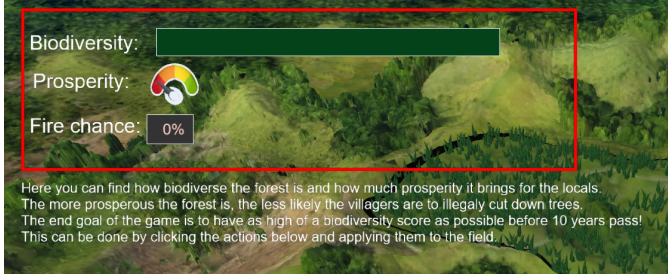 Biodiversity:
Prosperity:
Fire chance: 0%
Here you can find how biodiverse the forest is and how much prosperity it brings for the locals.
The more prosperous the forest is, the less likely the villagers are to illegaly cut down trees.
The end goal of the game is to have as high of a biodiversity score as possible before 10 years pass!
This can be done by clicking the actions below and applying them to the field.